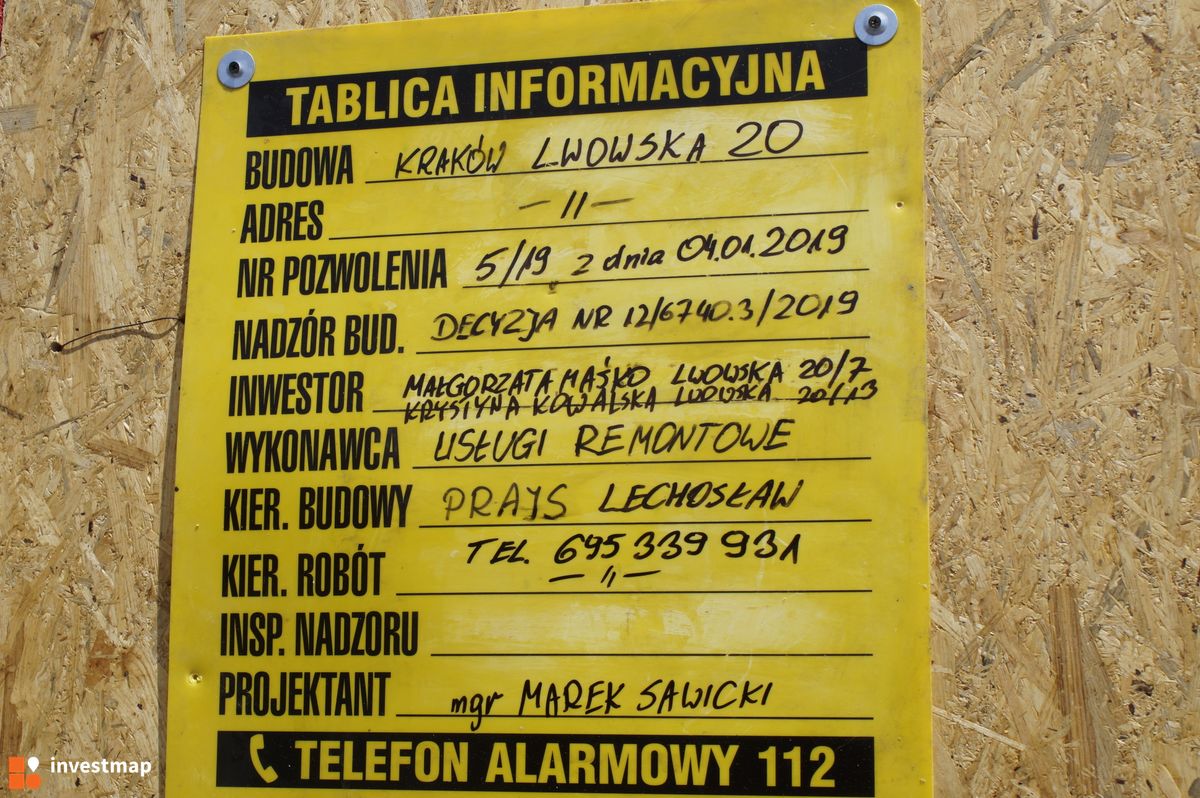 TABLICA INFORMACYJNA
BUDOWA KRAKÓW LWOWSKA 20
ADRES —11—
NR POZWOLENIA 5/19 z dnia 04.01.2019
NADZÓR BUD. DECYZJA NR 12/6740.3/2019
INWESTOR MAŁGORZATA MAŚKO LWOWSKA 20/7
KRYSTYNA KOWALSKA LWOWSKA 20/13
WYKONAWCA USŁUGI REMONTOWE
KIER. BUDOWY PRAJS LECHOSŁAW
TEL. 695 339 931
KIER. ROBÓT —11—
INSP. NADZORU
PROJEKTANT mgr MAREK SAWICKI
TELEFON ALARMOWY 112
investmap